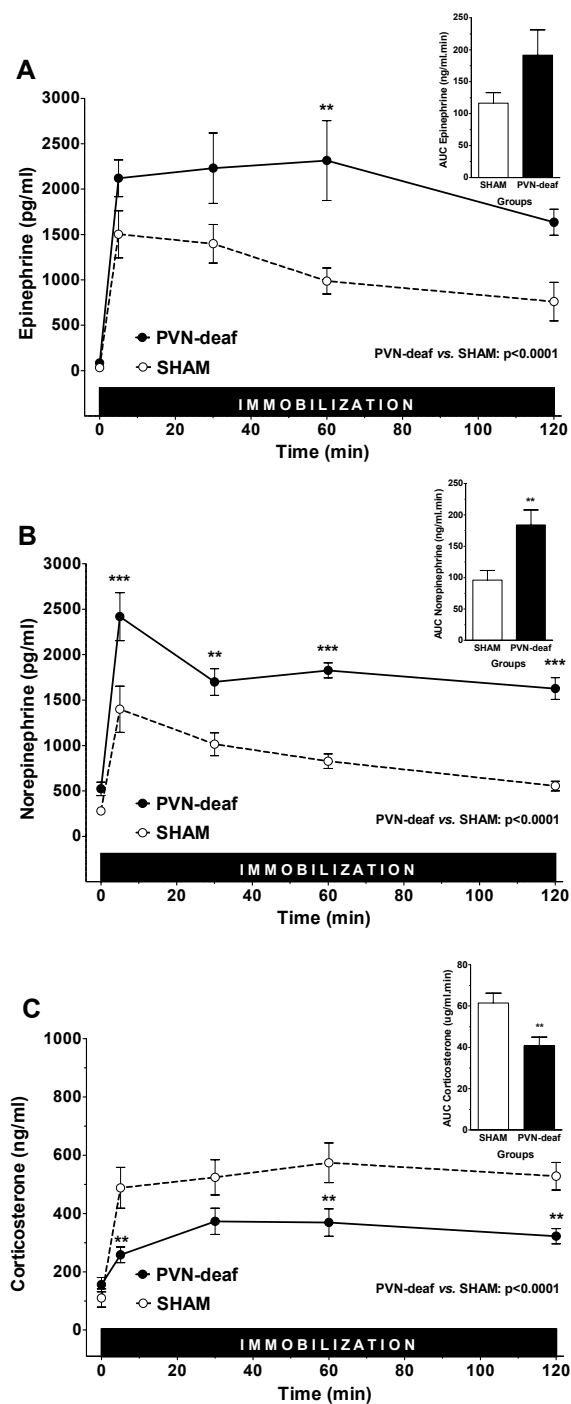 A
Epinephrine (pg/ml)
3000
2500
2000
1500
1000
500
0
**
PVN-deaf
SHAM
PVN-deaf vs. SHAM: p<0.0001
IMMOBILIZATION
0 20 40 60 80 100 120
Time (min)
AUC Epinephrine (ng/ml.min)
250
200
150
100
50
0
SHAM PVN-deaf
Groups
B
Norepinephrine (pg/ml)
3000
2500
2000
1500
1000
500
0
***
**
***
***
PVN-deaf
SHAM
PVN-deaf vs. SHAM: p<0.0001
IMMOBILIZATION
0 20 40 60 80 100 120
Time (min)
AUC Norepinephrine (ng/ml.min)
250
200
150
100
50
0
**
SHAM PVN-deaf
Groups
C
Corticosterone (ng/ml)
1000
800
600
400
200
0
**
**
**
PVN-deaf
SHAM
PVN-deaf vs. SHAM: p<0.0001
IMMOBILIZATION
0 20 40 60 80 100 120
Time (min)
AUC Corticosterone (ug/ml.min)
80
60
40
20
0
**
SHAM PVN-deaf
Groups